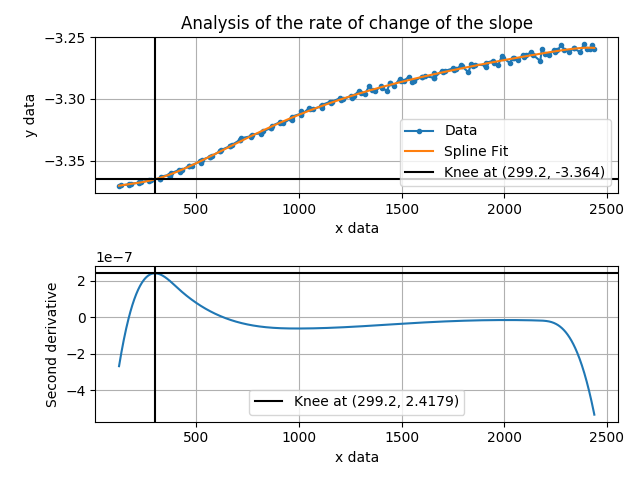 Analysis of the rate of change of the slope
y data
−3.25
−3.30
−3.35
Data
Spline Fit
Knee at (299.2, -3.364)
500 1000 1500 2000 2500
x data
1e−7
Second derivative
2
0
−2
−4
Knee at (299.2, 2.4179)
500 1000 1500 2000 2500
x data